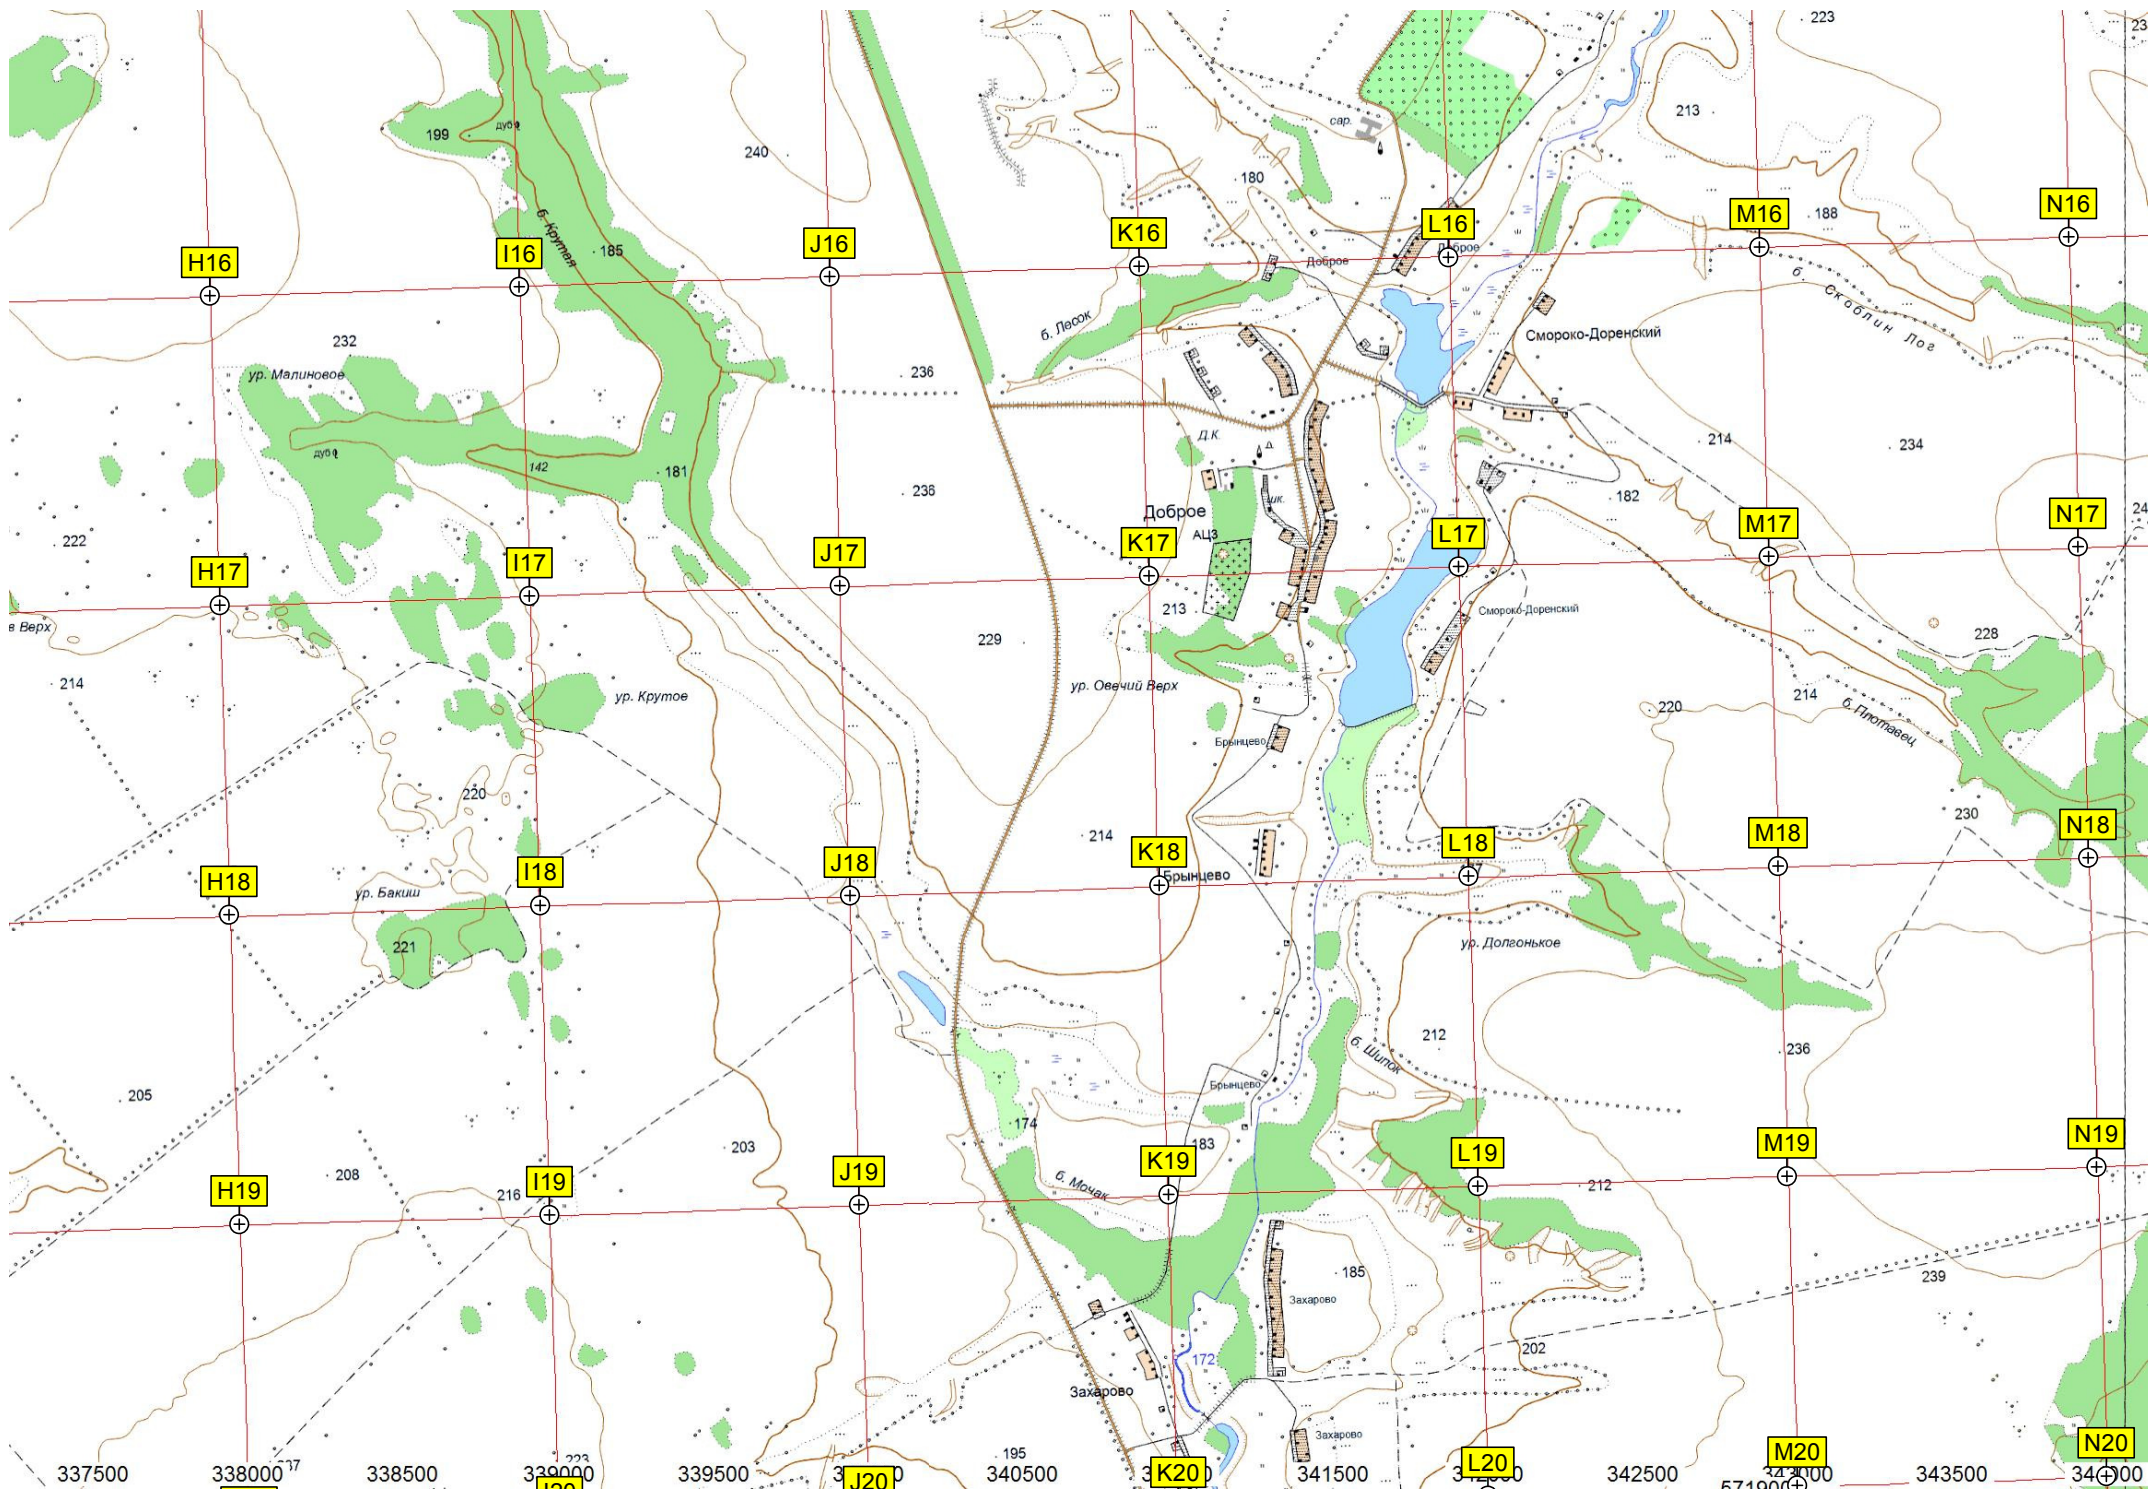 223
213
199
дуб
240
сар.
180
б. Крутая
185
H16
I16
J16
K16
L16
M16
N16
188
Доброе
Доброе
б. Скоблин Лог
232
б. Лесок
Смороко-Доренский
ур. Малиновое
236
Д.К.
214
234
дуб
142
181
236
шк.
182
Доброе
АЦЗ
222
H17
I17
J17
K17
L17
M17
N17
213
Смороко-Доренский
в Верх
229
228
214
ур. Крутое
ур. Овечий Верх
214
220
б. Плотавец
Брынцево
220
214
230
H18
I18
J18
K18
L18
M18
N18
Брынцево
ур. Бакиш
221
ур. Долгонькое
212
б. Шипок
236
205
Брынцево
174
203
183
H19
I19
J19
K19
L19
M19
N19
208
216
б. Мочак
212
185
239
Захарово
202
172
Захарово
Захарово
195
223
J20
K20
L20
M20
N20
337500
338000
338500
339000
339500
340500
341500
342500
343500